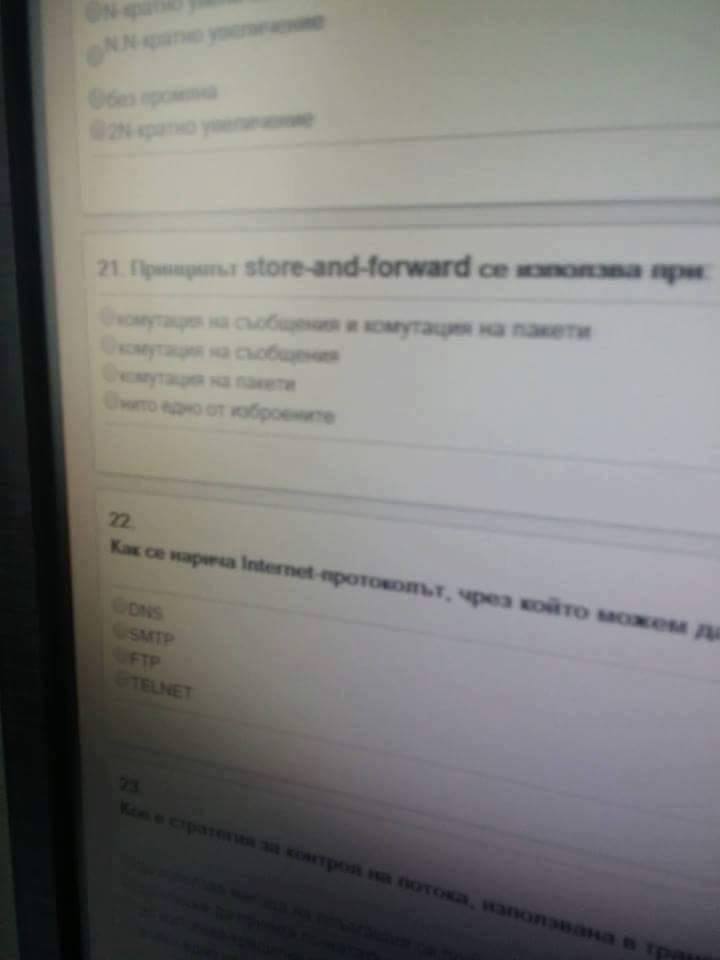 N-кратно
N.N-кратно увеличение
без промяна
2N-кратно увеличение
21. Принципът store-and-forward се използва при:
комутация на съобщения и комутация на пакети
комутация на съобщения
комутация на пакети
нито едно от изброените
22.
Как се нарича Internet-протоколът, чрез който можем да
DNS
SMTP
FTP
TELNET
23.
Коя е стратегия за контрол на потока, използвана в